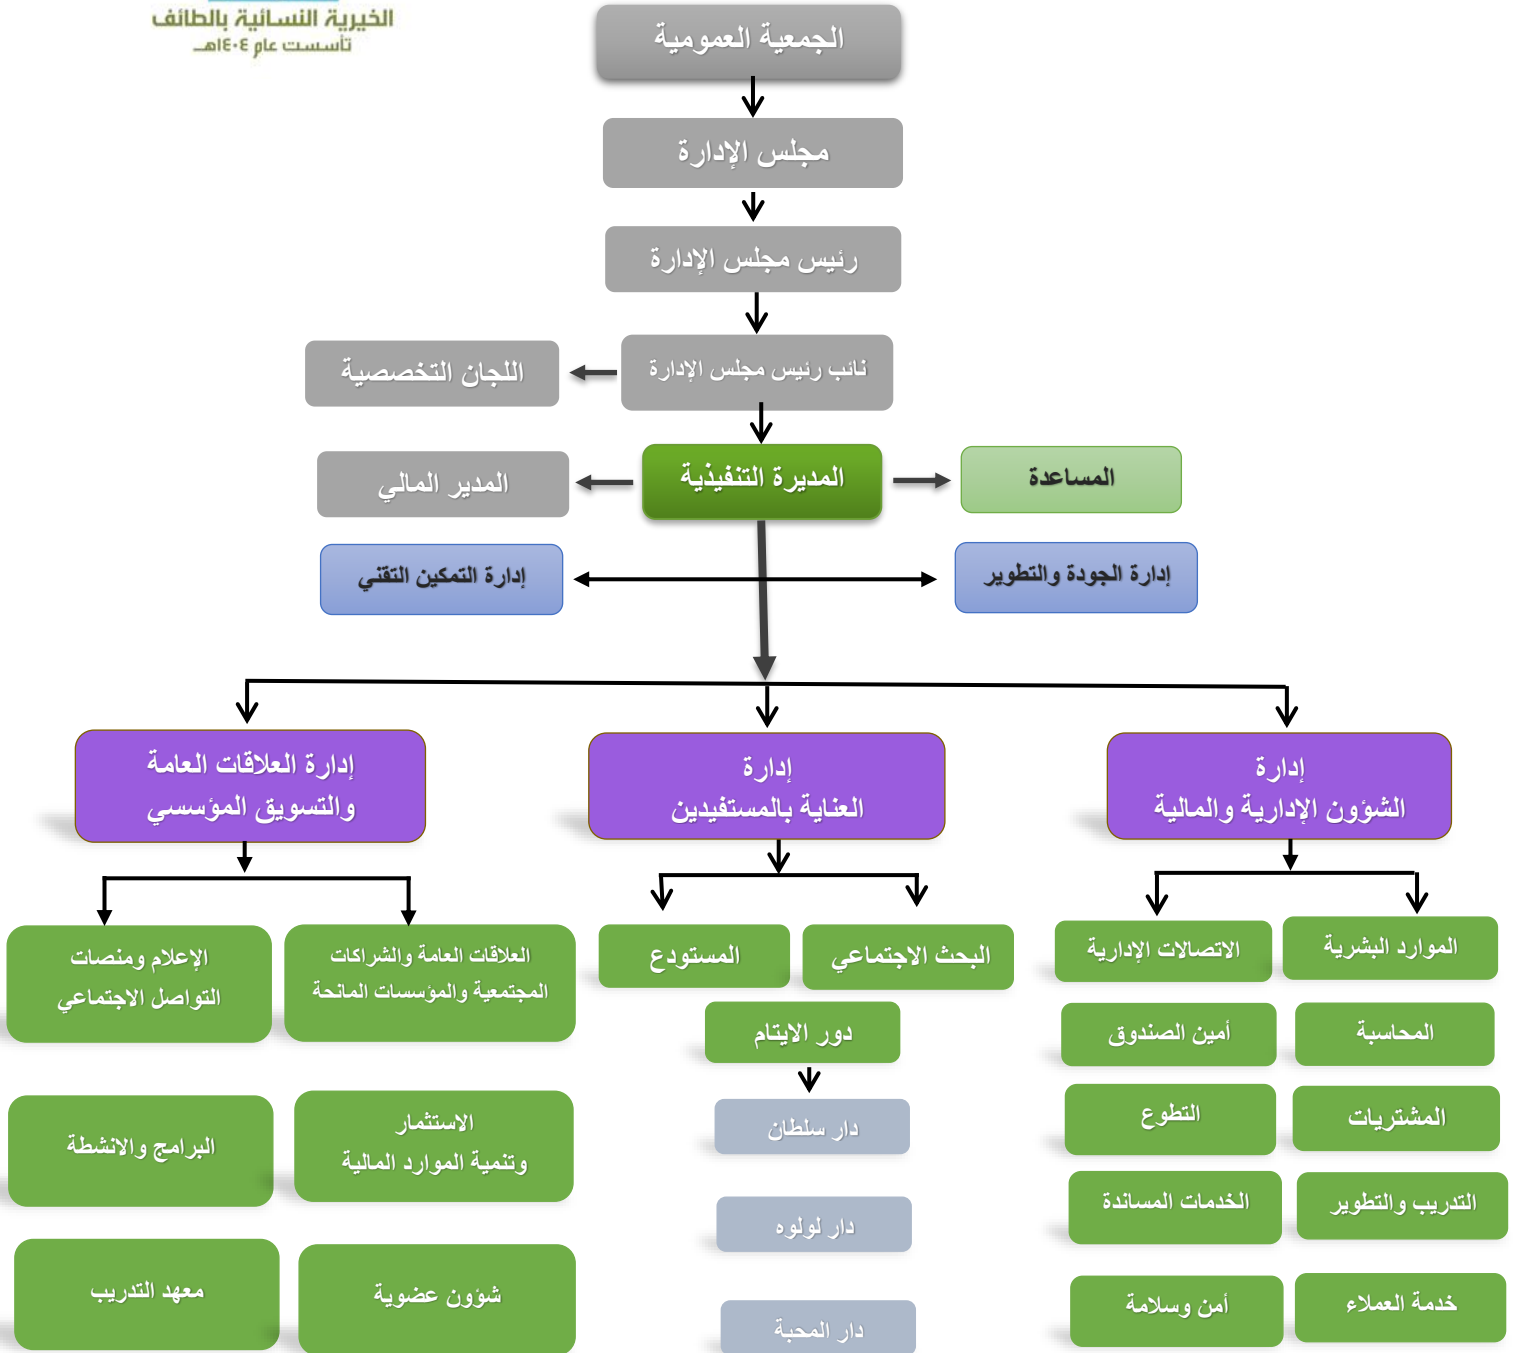 الخيرية النسائية بالطائف
تأسست عام ١٤٠٤هـ
الجمعية العمومية
مجلس الإدارة
رئيس مجلس الإدارة
نائب رئيس مجلس الإدارة
اللجان التخصصية
المساعدة
المديرة التنفيذية
المدير المالي
إدارة الجودة والتطوير
إدارة التمكين التقني
إدارة
الشؤون الإدارية والمالية
إدارة
العناية بالمستفيدين
إدارة العلاقات العامة
والتسويق المؤسسي
الموارد البشرية
الاتصالات الإدارية
المحاسبة
أمين الصندوق
المشتريات
التطوع
التدريب والتطوير
الخدمات المساندة
خدمة العملاء
أمن وسلامة
البحث الاجتماعي
المستودع
دور الايتام
دار سلطان
دار لولوه
دار المحبة
العلاقات العامة والشراكات
المجتمعية والمؤسسات المانحة
الإعلام ومنصات
التواصل الاجتماعي
الاستثمار
وتنمية الموارد المالية
البرامج والانشطة
شؤون عضوية
معهد التدريب